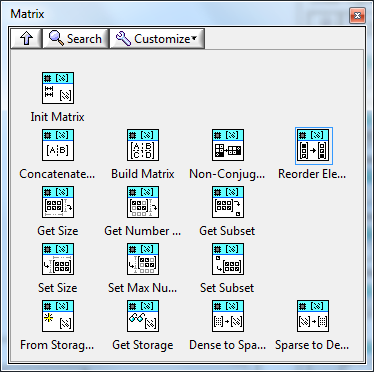 Matrix
Search Customize
Init Matrix
Concatenate... Build Matrix Non-Conjug... Reorder Ele...
Get Size Get Number ... Get Subset
Set Size Set Max Nu... Set Subset
From Storag... Get Storage Dense to Spa... Sparse to De...